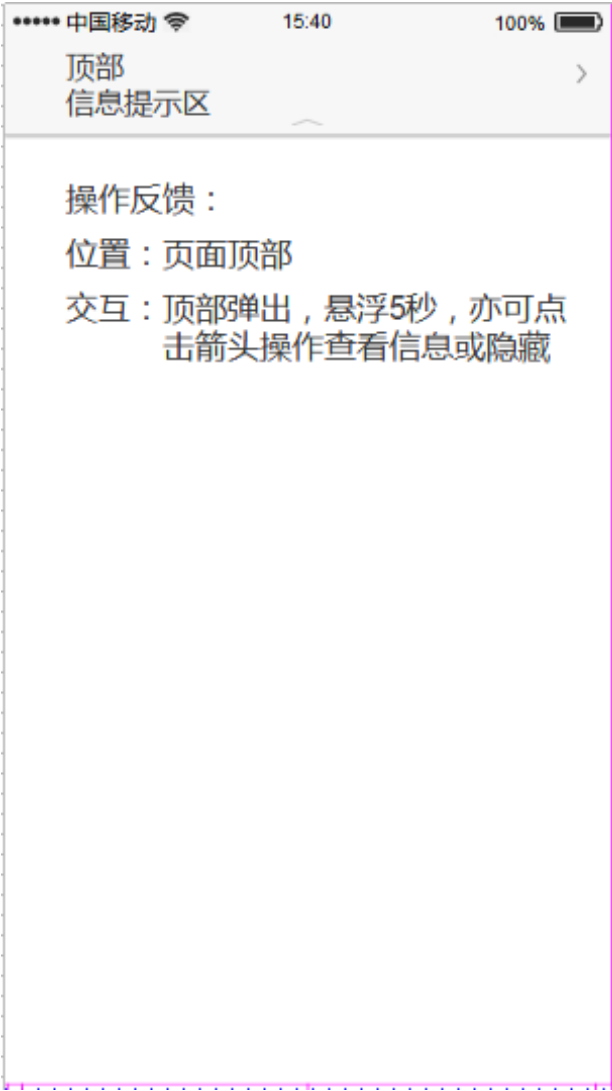 中国移动 15:40 100%
顶部
信息提示区
操作反馈：
位置：页面顶部
交互：顶部弹出，悬浮5秒，亦可点
击箭头操作查看信息或隐藏